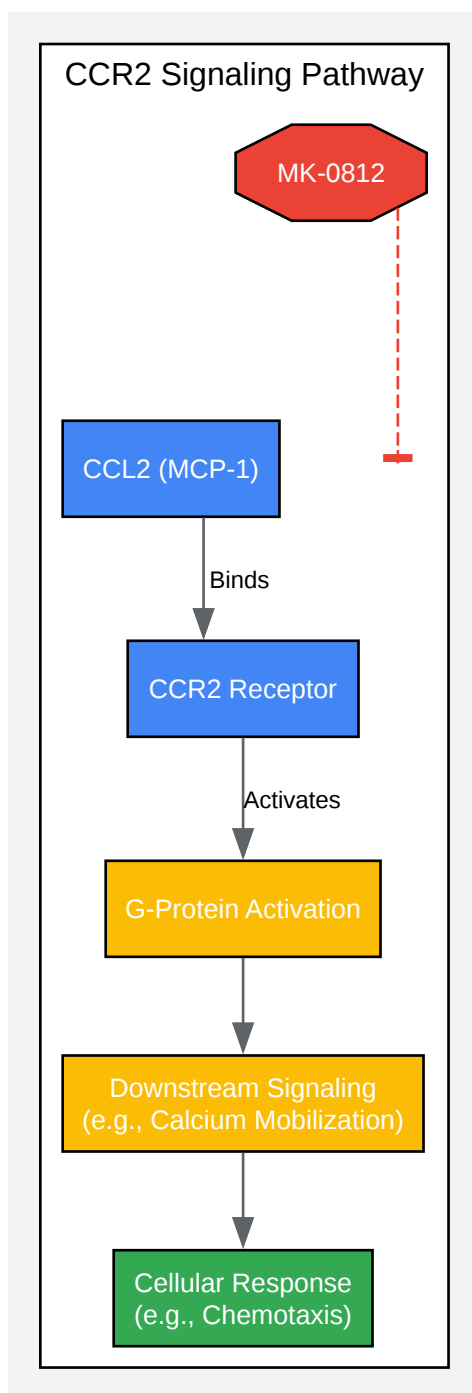 CCR2 Signaling Pathway
MK-0812
CCL2 (MCP-1)
Binds
CCR2 Receptor
Activates
G-Protein Activation
Downstream Signaling
(e.g., Calcium Mobilization)
Cellular Response
(e.g., Chemotaxis)